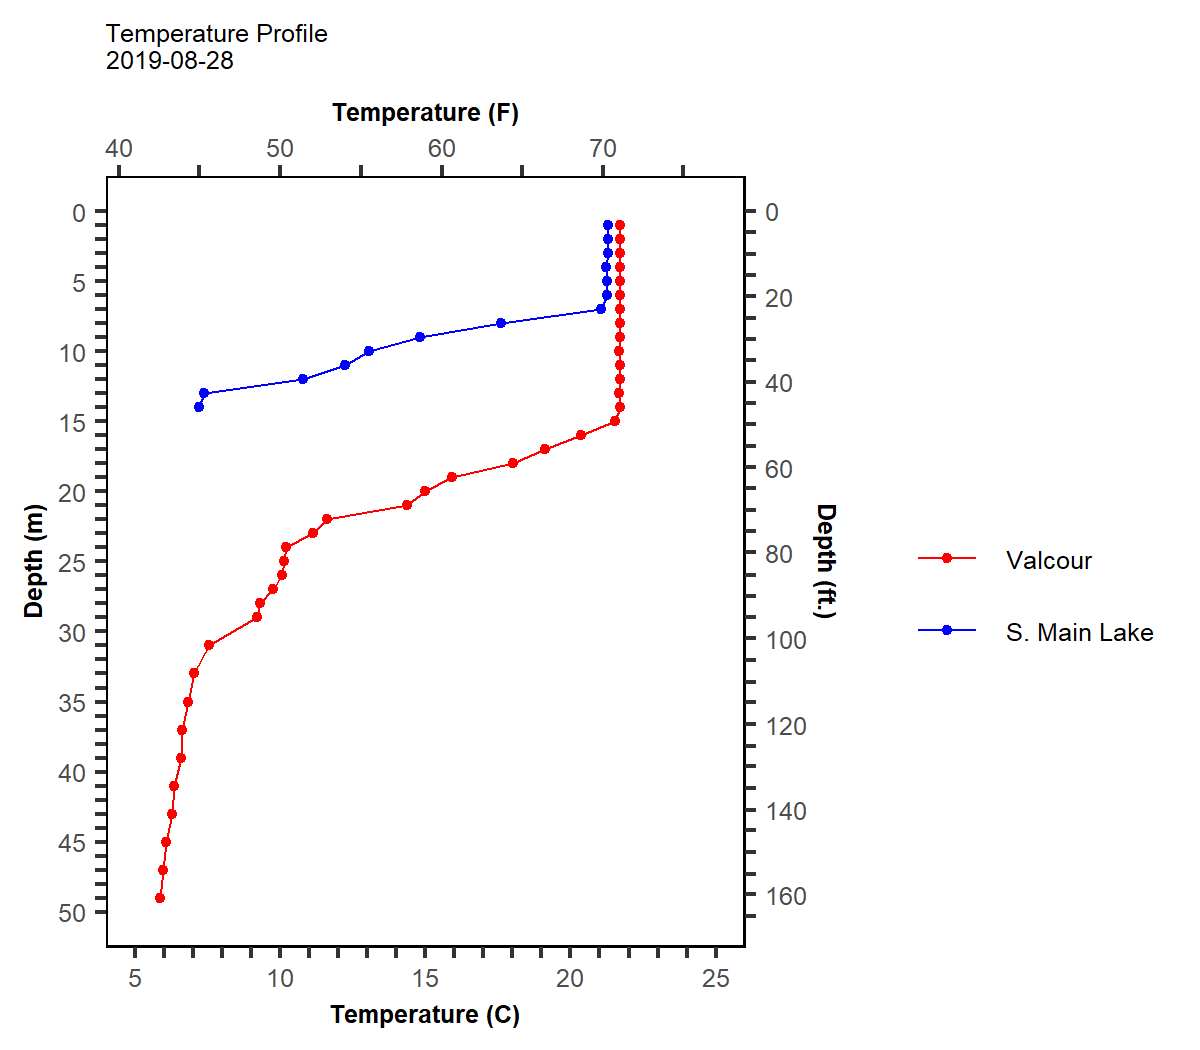 Temperature Profile
2019-08-28
Temperature (F)
40 50 60 70
0
5
10
15
20
25
30
35
40
45
50
Depth (m)
0
20
40
60
80
100
120
140
160
Depth (ft.)
5 10 15 20 25
Temperature (C)
Valcour
S. Main Lake